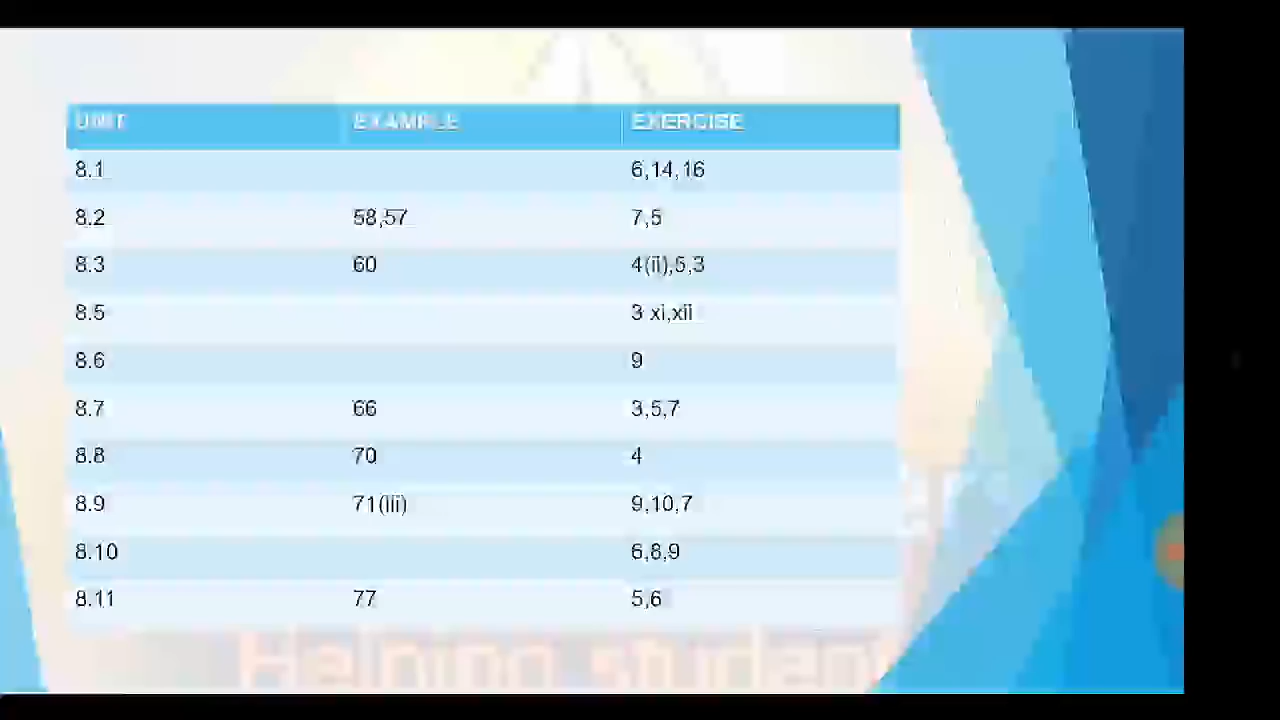 UNIT EXAMPLE EXERCISE
8.1 6,14,16
8.2 58,57 7,5
8.3 60 4(ii),5,3
8.5 3 xi,xii
8.6 9
8.7 66 3,5,7
8.8 70 4
8.9 71(iii) 9,10,7
8.10 6,8,9
8.11 77 5,6
Helping student